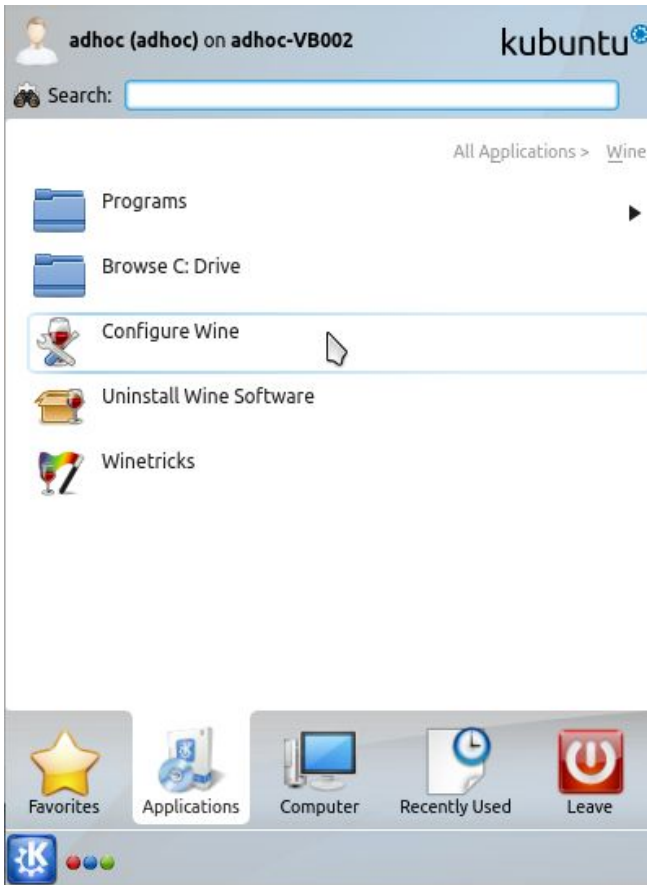 adhoc (adhoc) on adhoc-VB002
kubuntu
Search:
All Applications > Wine
Programs
Browse C: Drive
Configure Wine
Uninstall Wine Software
Winetricks
Favorites
Applications
Computer
Recently Used
Leave